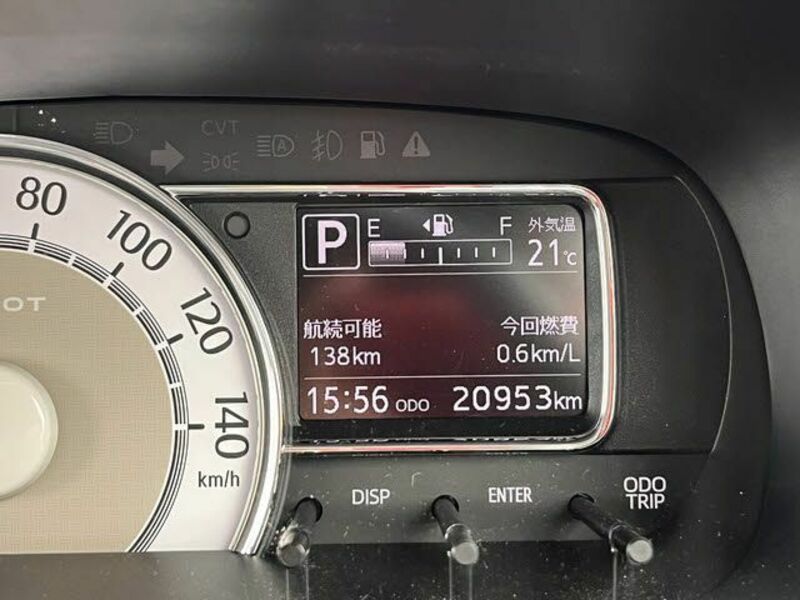 CVT
A
80
100
120
140
km/h
OT
P
E
F
外気温
21℃
航続可能
今回燃費
138km
0.6km/L
15:56 ODO 20953km
DISP
ENTER
ODO
TRIP